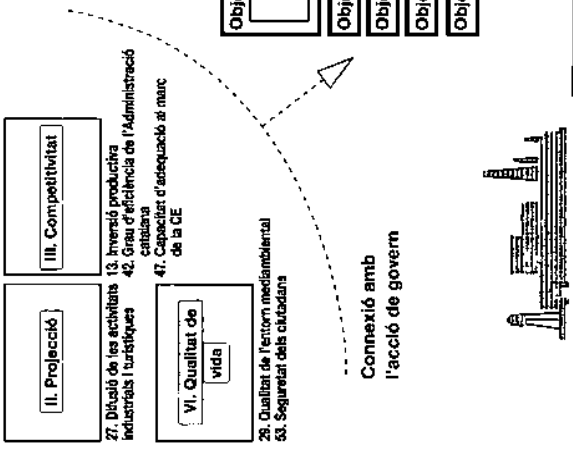 II. Projecció
27. Difusió de les activitats
industrials i turístiques
III. Competitivitat
13. Inversió productiva
42. Grau d'eficiència de l'Administració
catalana
47. Capacitat d'adequació al marc
de la CE
VI. Qualitat de
vida
29. Qualitat de l'entorn mediambiental
53. Seguretat dels ciutadans
Connexió amb
l'acció de govern
Obj
Obj
Obj
Obj
Obj